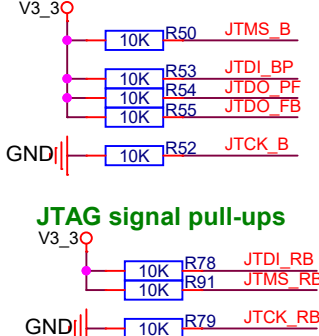 V3_3
10K R50 JTMS_B
10K R53 JTDI_BP
10K R54 JTDO_PF
10K R55 JTDO_FB
GND 10K R52 JTCK_B
JTAG signal pull-ups
V3_3
10K R78 JTDI_RB
10K R91 JTMS_RB
GND 10K R79 JTCK_RB